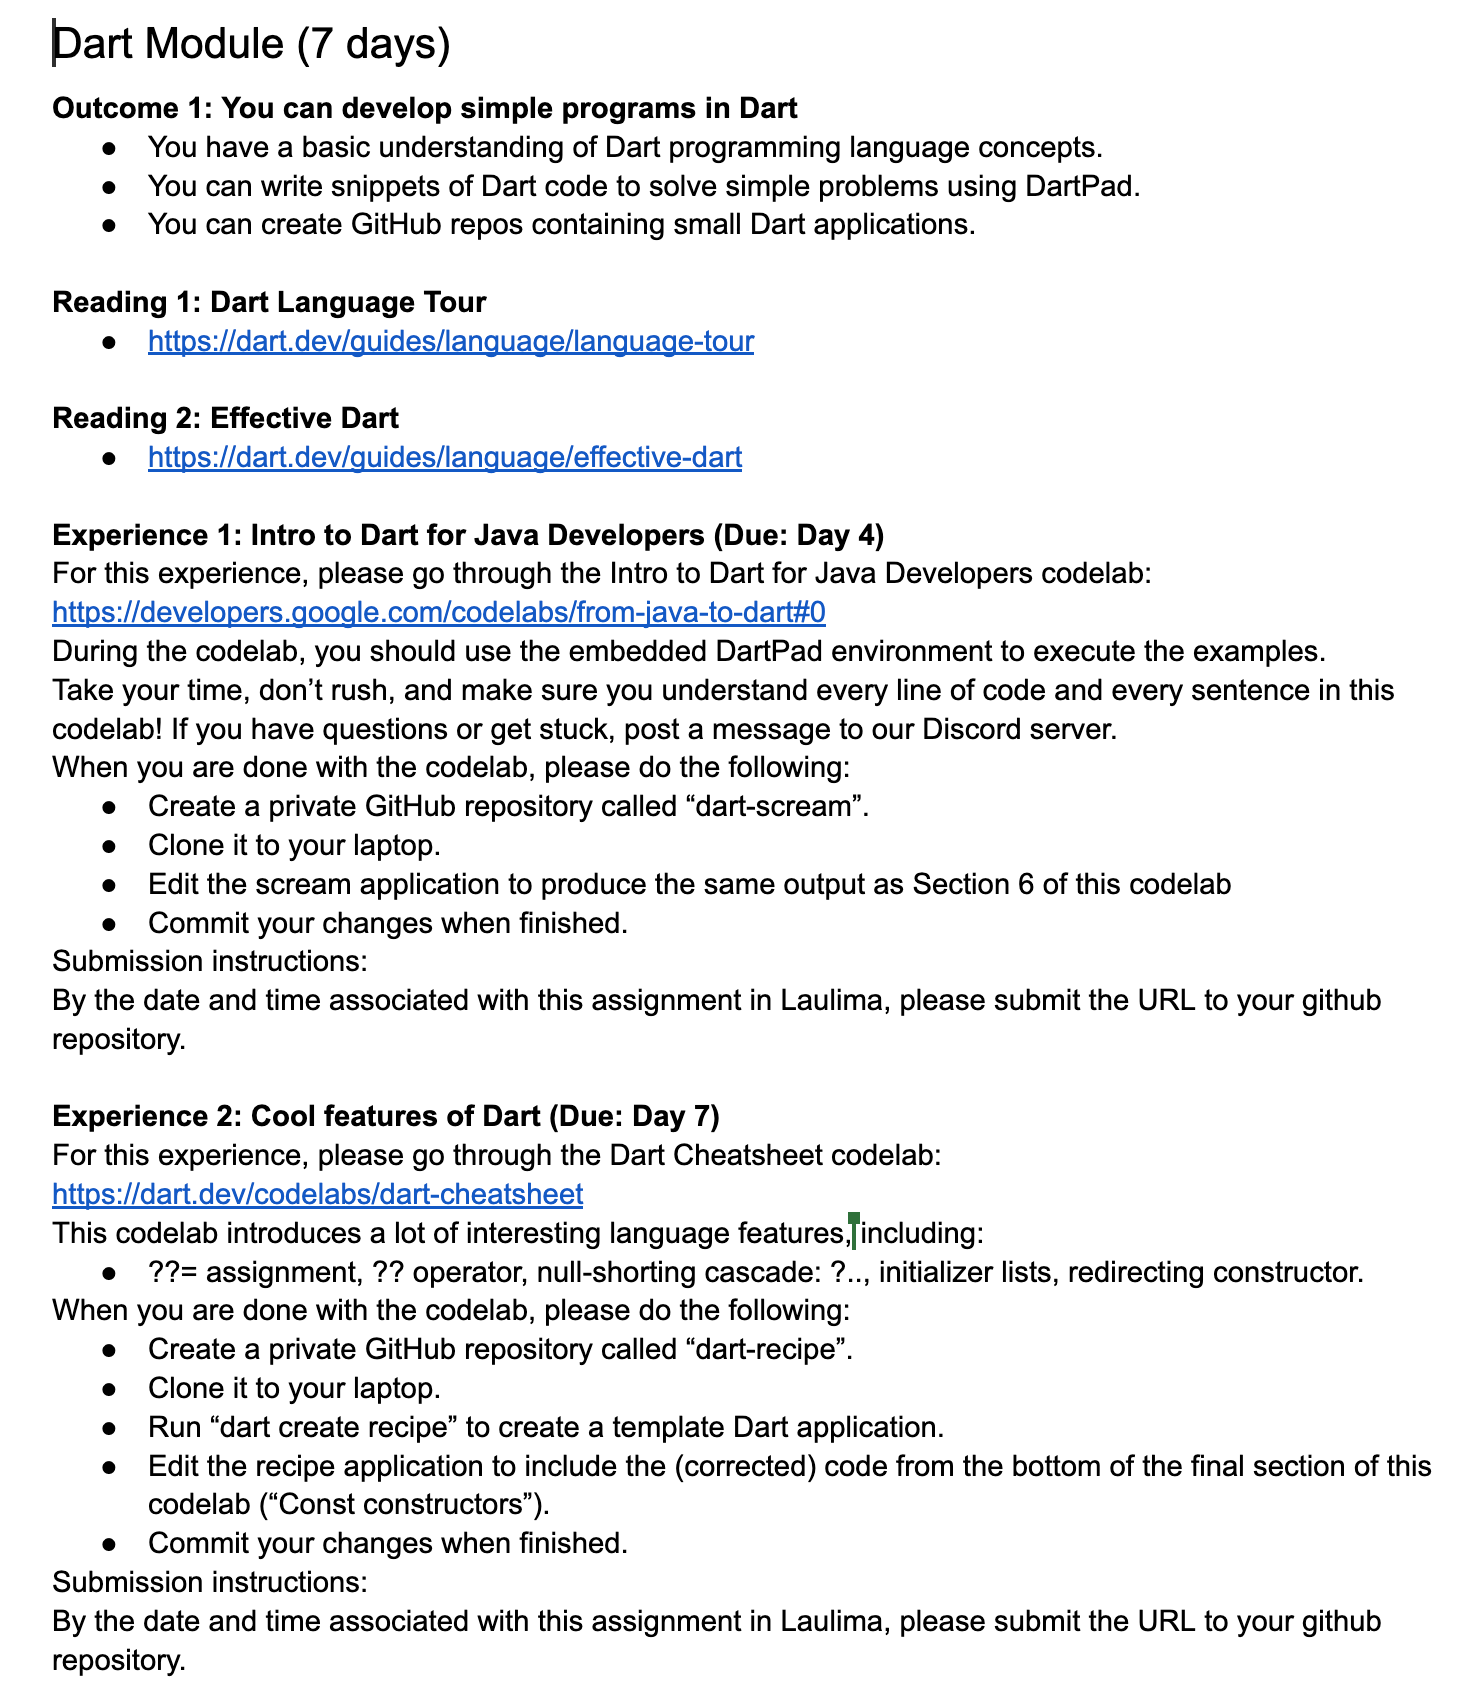 Dart Module (7 days)
Outcome 1: You can develop simple programs in Dart
● You have a basic understanding of Dart programming language concepts.
● You can write snippets of Dart code to solve simple problems using DartPad.
● You can create GitHub repos containing small Dart applications.
Reading 1: Dart Language Tour
● https://dart.dev/guides/language/language-tour
Reading 2: Effective Dart
● https://dart.dev/guides/language/effective-dart
Experience 1: Intro to Dart for Java Developers (Due: Day 4)
For this experience, please go through the Intro to Dart for Java Developers codelab:
https://developers.google.com/codelabs/from-java-to-dart#0
During the codelab, you should use the embedded DartPad environment to execute the examples.
Take your time, don’t rush, and make sure you understand every line of code and every sentence in this
codelab! If you have questions or get stuck, post a message to our Discord server.
When you are done with the codelab, please do the following:
● Create a private GitHub repository called “dart-scream”.
● Clone it to your laptop.
● Edit the scream application to produce the same output as Section 6 of this codelab
● Commit your changes when finished.
Submission instructions:
By the date and time associated with this assignment in Laulima, please submit the URL to your github
repository.
Experience 2: Cool features of Dart (Due: Day 7)
For this experience, please go through the Dart Cheatsheet codelab:
https://dart.dev/codelabs/dart-cheatsheet
This codelab introduces a lot of interesting language features, including:
● ??= assignment, ?? operator, null-shorting cascade: ?.., initializer lists, redirecting constructor.
When you are done with the codelab, please do the following:
● Create a private GitHub repository called “dart-recipe”.
● Clone it to your laptop.
● Run “dart create recipe” to create a template Dart application.
● Edit the recipe application to include the (corrected) code from the bottom of the final section of this
codelab (“Const constructors”).
● Commit your changes when finished.
Submission instructions:
By the date and time associated with this assignment in Laulima, please submit the URL to your github
repository.